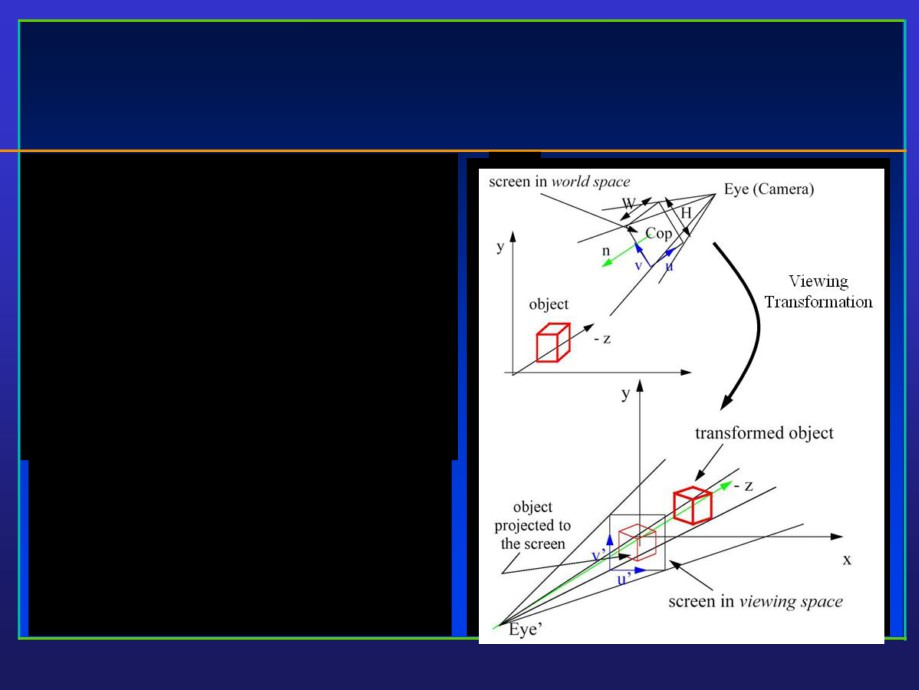 screen in world space
Eye (Camera)
W
H
Cop
y
n
v
u
Viewing
Transformation
object
- z
y
transformed object
- z
object
projected to
the screen
v'
x
u'
screen in viewing space
Eye'